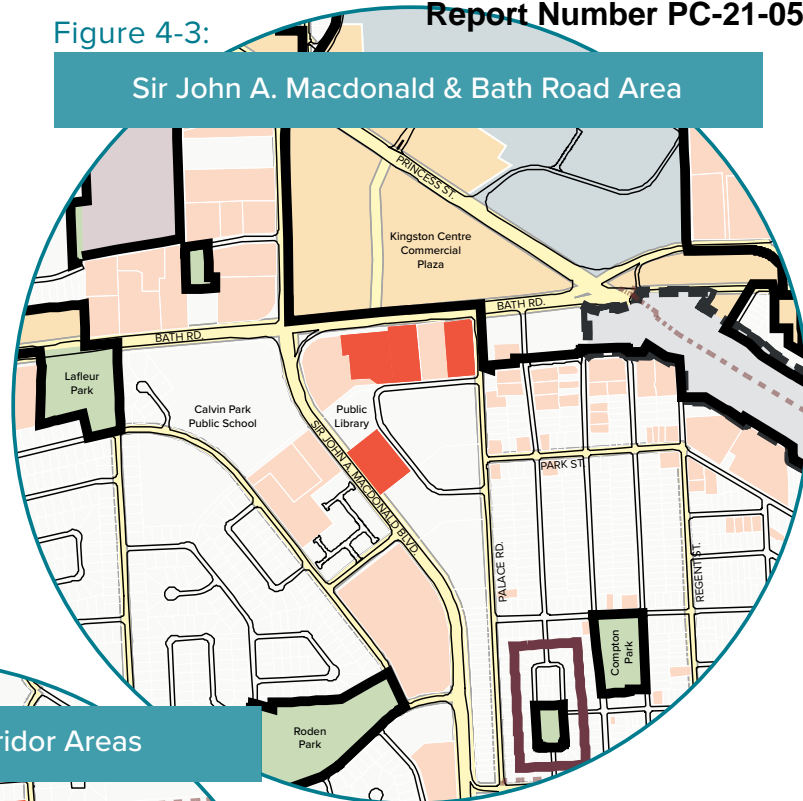 Report Number PC-21-05
Figure 4-3:
Sir John A. Macdonald & Bath Road Area
PRINCESS ST.
Kingston Centre
Commercial
Plaza
BATH RD.
BATH RD.
Lafleur
Park
Calvin Park
Public School
Public
Library
SIR JOHN A. MACDONALD BLVD.
PARK ST.
PALACE RD.
REGENT ST.
Compton
Park
Roden
Park
ridor Areas